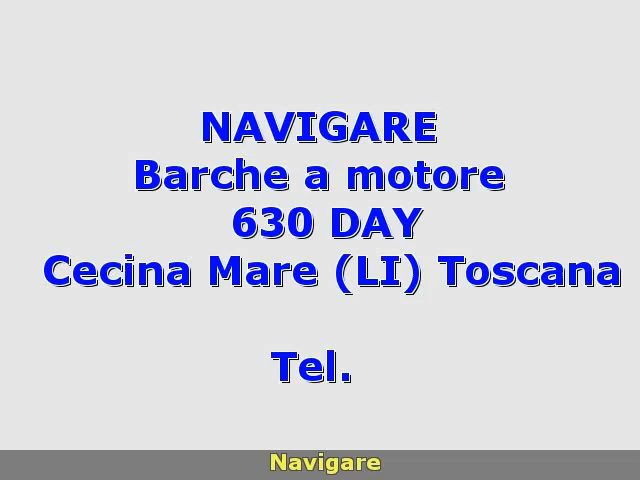 NAVIGARE
Barche a motore
630 DAY
Cecina Mare (LI) Toscana
Tel.
Navigare